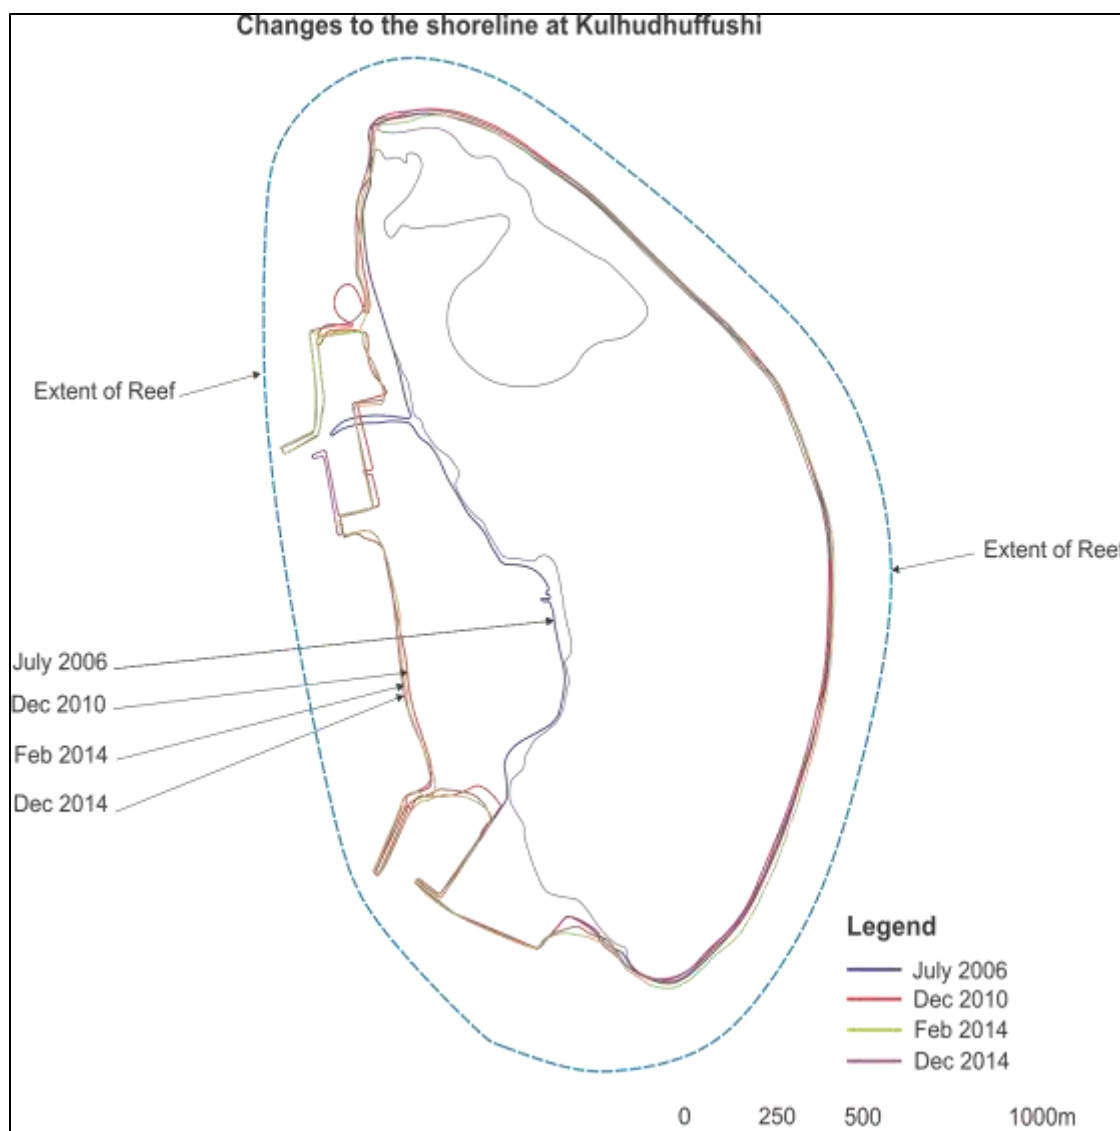 Changes to the shoreline at Kulhudhuffushi
Extent of Reef
Extent of Reef
July 2006
Dec 2010
Feb 2014
Dec 2014
Legend
July 2006
Dec 2010
Feb 2014
Dec 2014
0 250 500 1000m